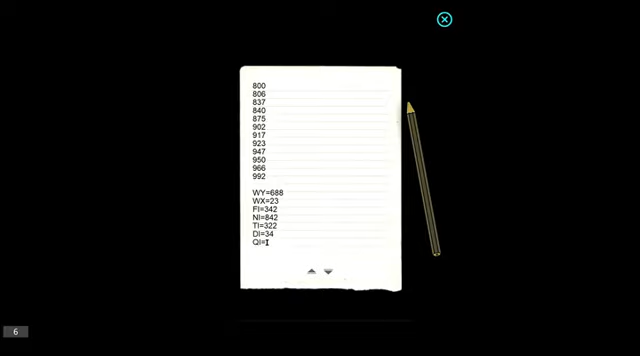 800
806
837
840
875
902
917
923
947
950
966
992
WY=688
WX=23
FI=342
NI=842
TI=322
DI=34
QI=
6